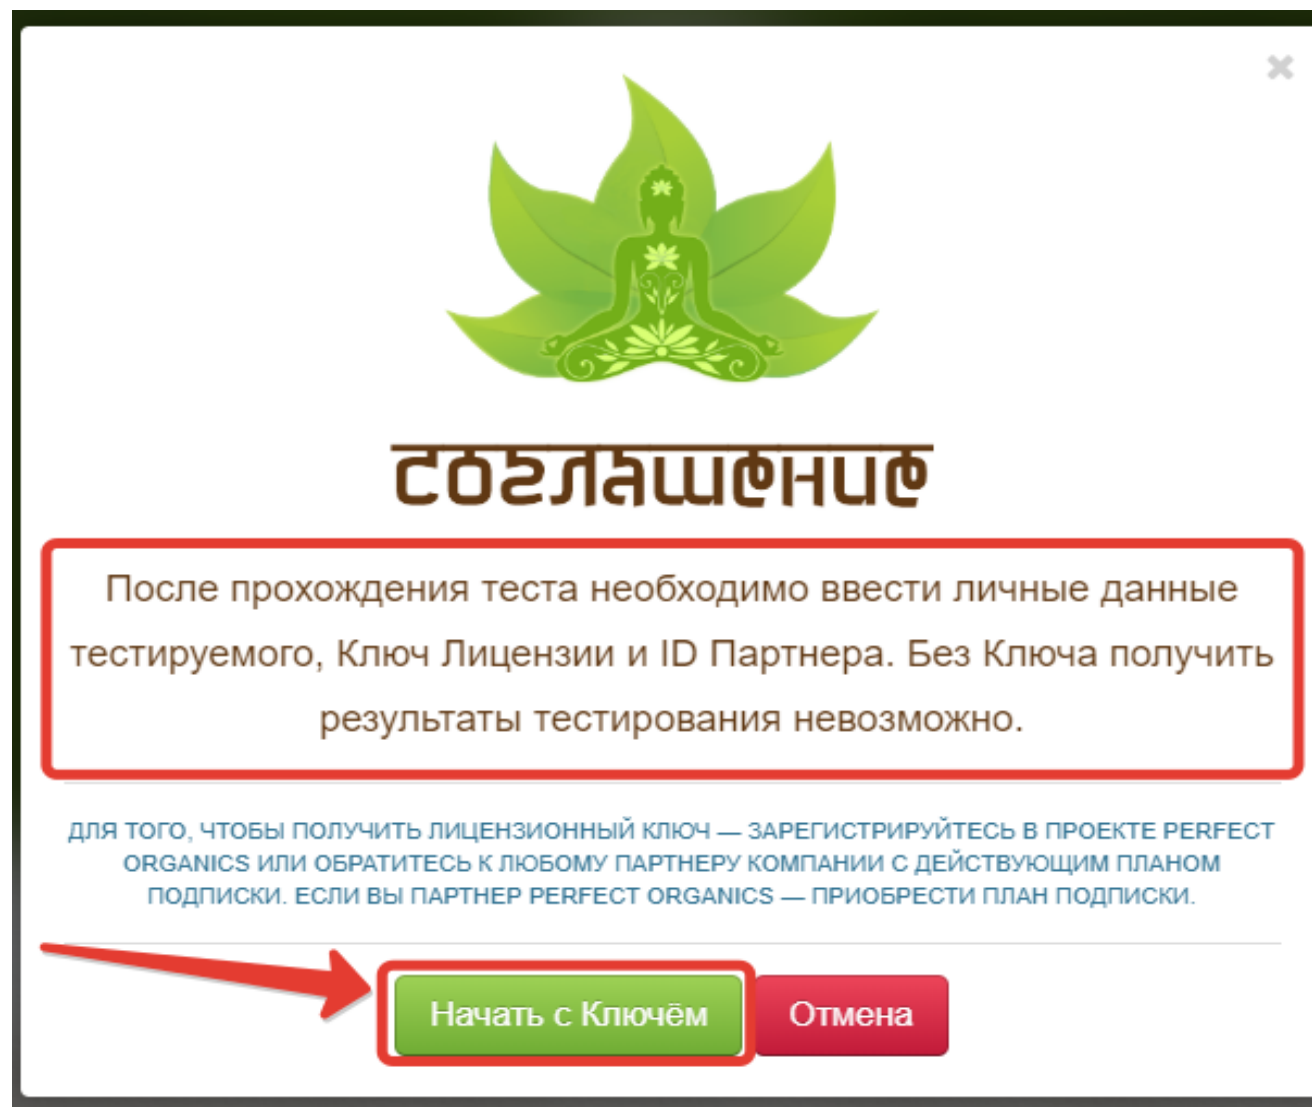 соглашение
После прохождения теста необходимо ввести личные данные
тестируемого, Ключ Лицензии и ID Партнера. Без Ключа получить
результаты тестирования невозможно.
ДЛЯ ТОГО, ЧТОБЫ ПОЛУЧИТЬ ЛИЦЕНЗИОННЫЙ КЛЮЧ — ЗАРЕГИСТРИРУЙТЕСЬ В ПРОЕКТЕ PERFECT
ORGANICS ИЛИ ОБРАТИТЕСЬ К ЛЮБОМУ ПАРТНЕРУ КОМПАНИИ С ДЕЙСТВУЮЩИМ ПЛАНОМ
ПОДПИСКИ. ЕСЛИ ВЫ ПАРТНЕР PERFECT ORGANICS — ПРИОБРЕСТИ ПЛАН ПОДПИСКИ.
Начать с Ключём
Отмена